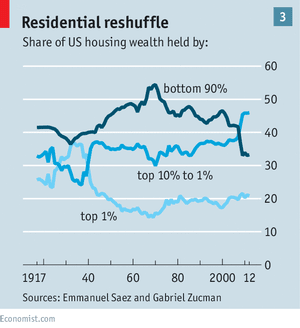 Residential reshuffle
3
Share of US housing wealth held by:
60
bottom 90%
50
40
30
top 10% to 1%
20
top 1%
10
0
1917 40 60 80 2000 12
Sources: Emmanuel Saez and Gabriel Zucman
Economist.com